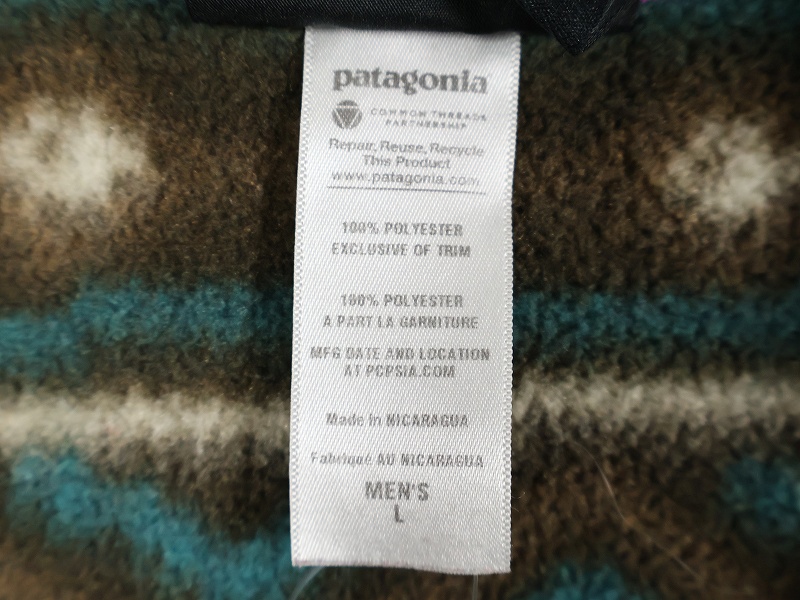 patagonia
COMMON THREADS
PARTNERSHIP
Repair, Reuse, Recycle
This Product
www.patagonia.com
100% POLYESTER
EXCLUSIVE OF TRIM
100% POLYESTER
A PART LA GARNITURE
MFG DATE AND LOCATION
AT PCPSIA.COM
Made in NICARAGUA
Fabriqué AU NICARAGUA
MEN'S
L